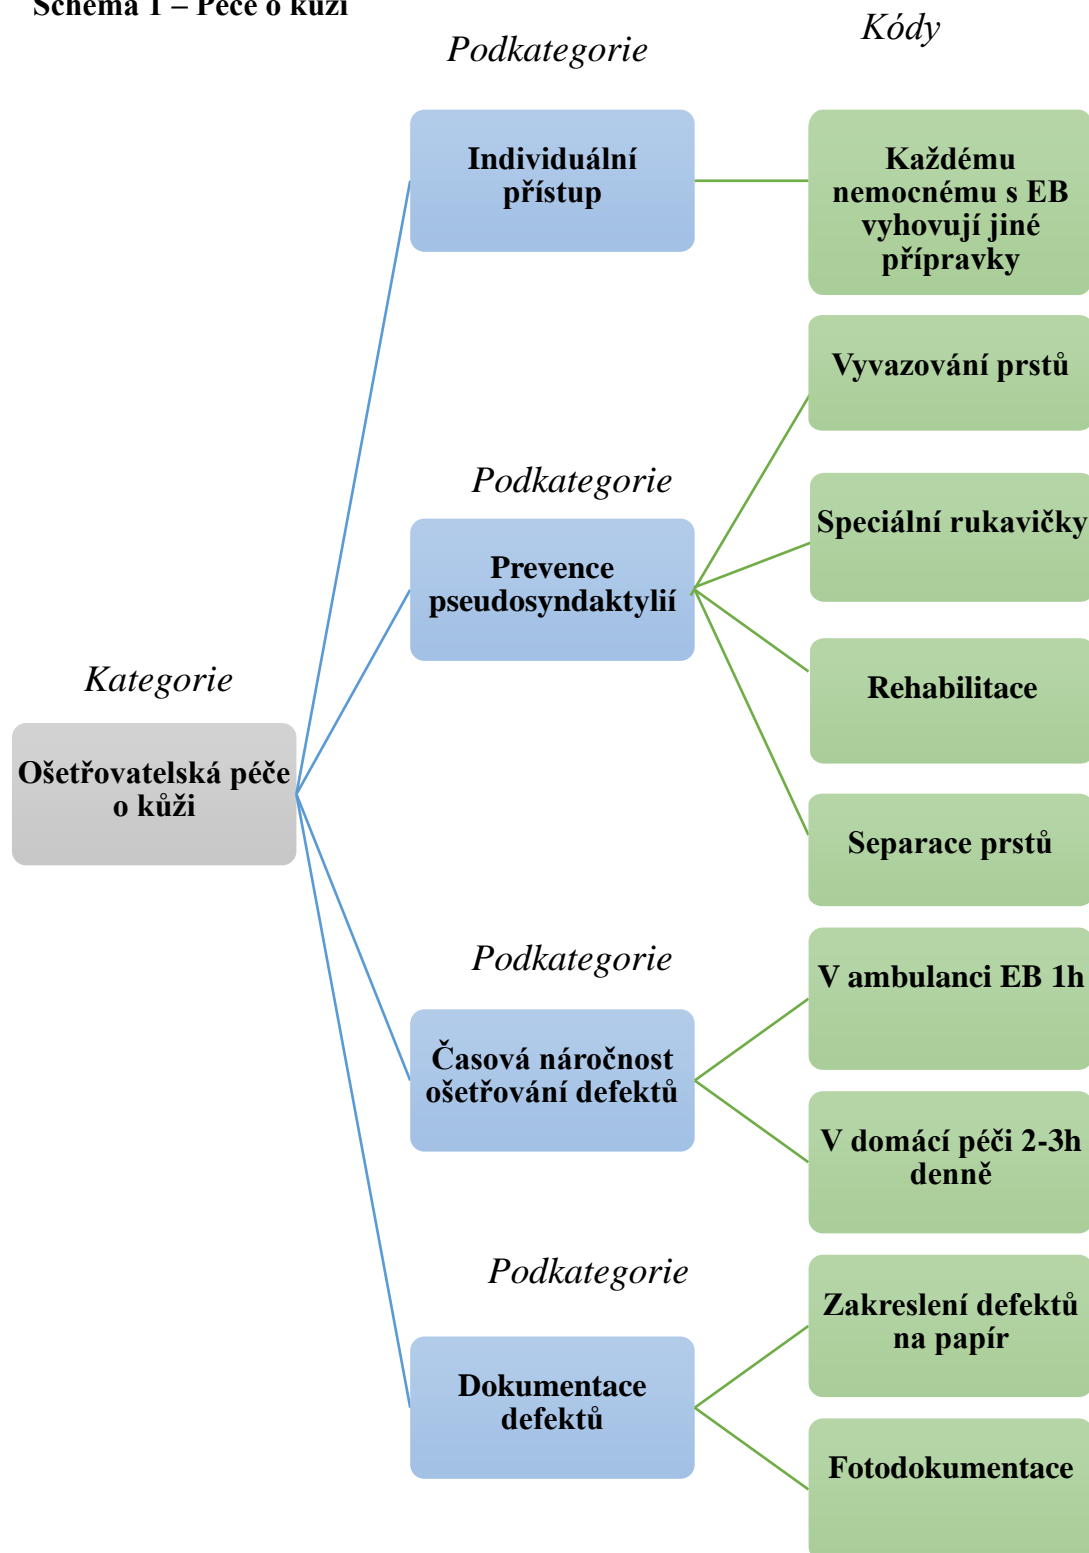 Schéma 1 – Péče o kůži
Kódy
Podkategorie
Individuální
přístup
Každému
nemocnému s EB
vyhovují jiné
přípravky
Vyvazování prstů
Podkategorie
Prevence
pseudosyndaktylií
Speciální rukavičky
Rehabilitace
Separace prstů
Kategorie
Ošetřovatelská péče
o kůži
Podkategorie
Časová náročnost
ošetřování defektů
V ambulanci EB 1h
V domácí péči 2-3h
denně
Podkategorie
Dokumentace
defektů
Zakreslení defektů
na papír
Fotodokumentace